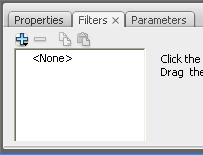 Properties Filters × Parameters
<None>
Click the
Drag the